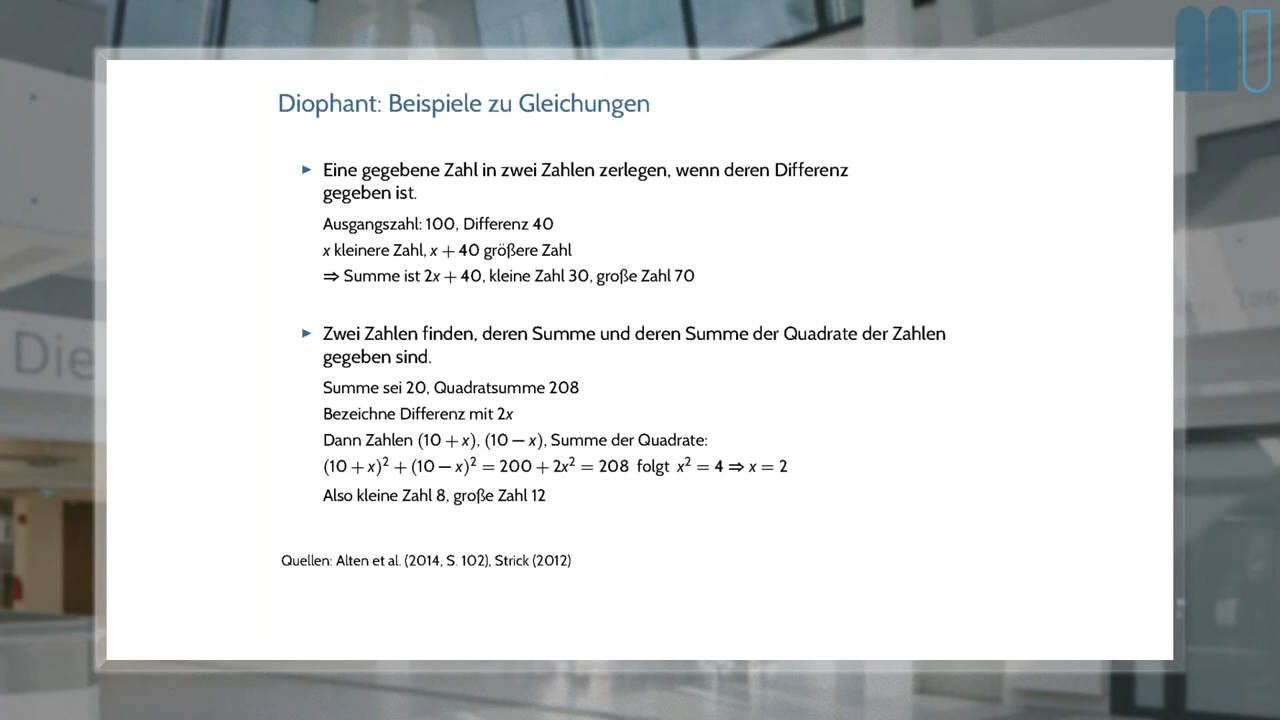 Diophant: Beispiele zu Gleichungen
▶ Eine gegebene Zahl in zwei Zahlen zerlegen, wenn deren Differenz
gegeben ist.
Ausgangszahl: 100, Differenz 40
x kleinere Zahl, x + 40 größere Zahl
⇒ Summe ist 2x + 40, kleine Zahl 30, große Zahl 70
▶ Zwei Zahlen finden, deren Summe und deren Summe der Quadrate der Zahlen
gegeben sind.
Summe sei 20, Quadratsumme 208
Bezeichne Differenz mit 2x
Dann Zahlen (10 + x), (10 − x), Summe der Quadrate:
(10 + x)² + (10 − x)² = 200 + 2x² = 208 folgt x² = 4 ⇒ x = 2
Also kleine Zahl 8, große Zahl 12
Quellen: Alten et al. (2014, S. 102), Strick (2012)
Die